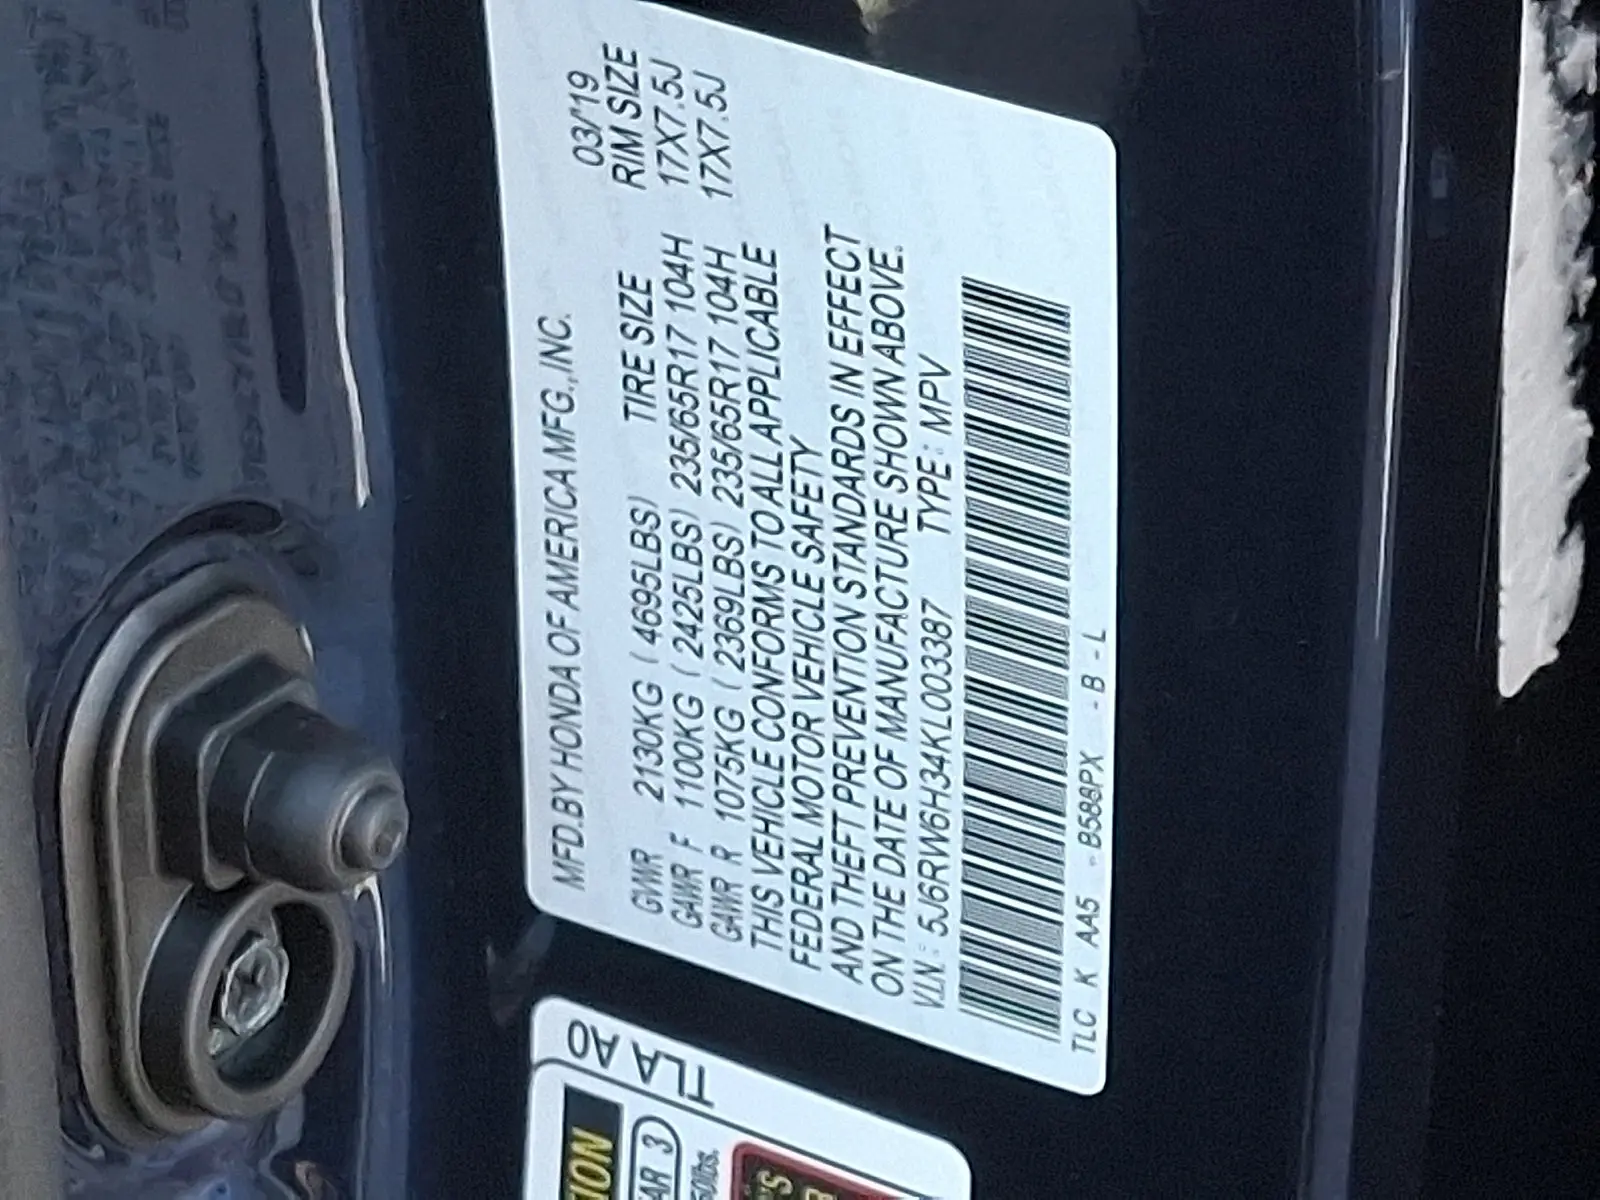 MFD.BY HONDA OF AMERICA MFG.,INC. 03/'19
TIRE SIZE RIM SIZE
GVWR 2130KG ( 4695LBS)
GAWR F 1100KG ( 2425LBS) 235/65R17 104H 17X7.5J
GAWR R 1075KG ( 2369LBS) 235/65R17 104H 17X7.5J
THIS VEHICLE CONFORMS TO ALL APPLICABLE
FEDERAL MOTOR VEHICLE SAFETY
AND THEFT PREVENTION STANDARDS IN EFFECT
ON THE DATE OF MANUFACTURE SHOWN ABOVE.
V.I.N.: 5J6RW6H34KL003387 TYPE: MPV
TLC K AA5 - B588PX - B - L
TLA A0